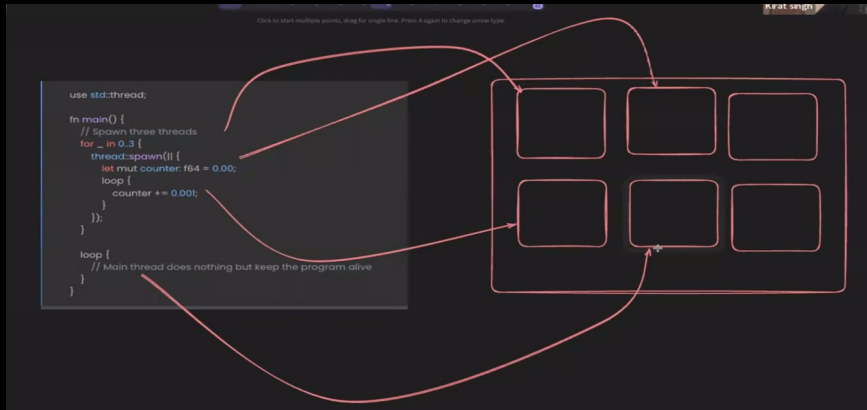 Kirat singh
Click to start multiple points, drag for single line. Press A again to change arrow type.
use std::thread;
fn main() {
// Spawn three threads
for _ in 0..3 {
thread::spawn(|| {
let mut counter: f64 = 0.00;
loop {
counter += 0.001;
}
});
}
loop {
// Main thread does nothing but keep the program alive
}
}